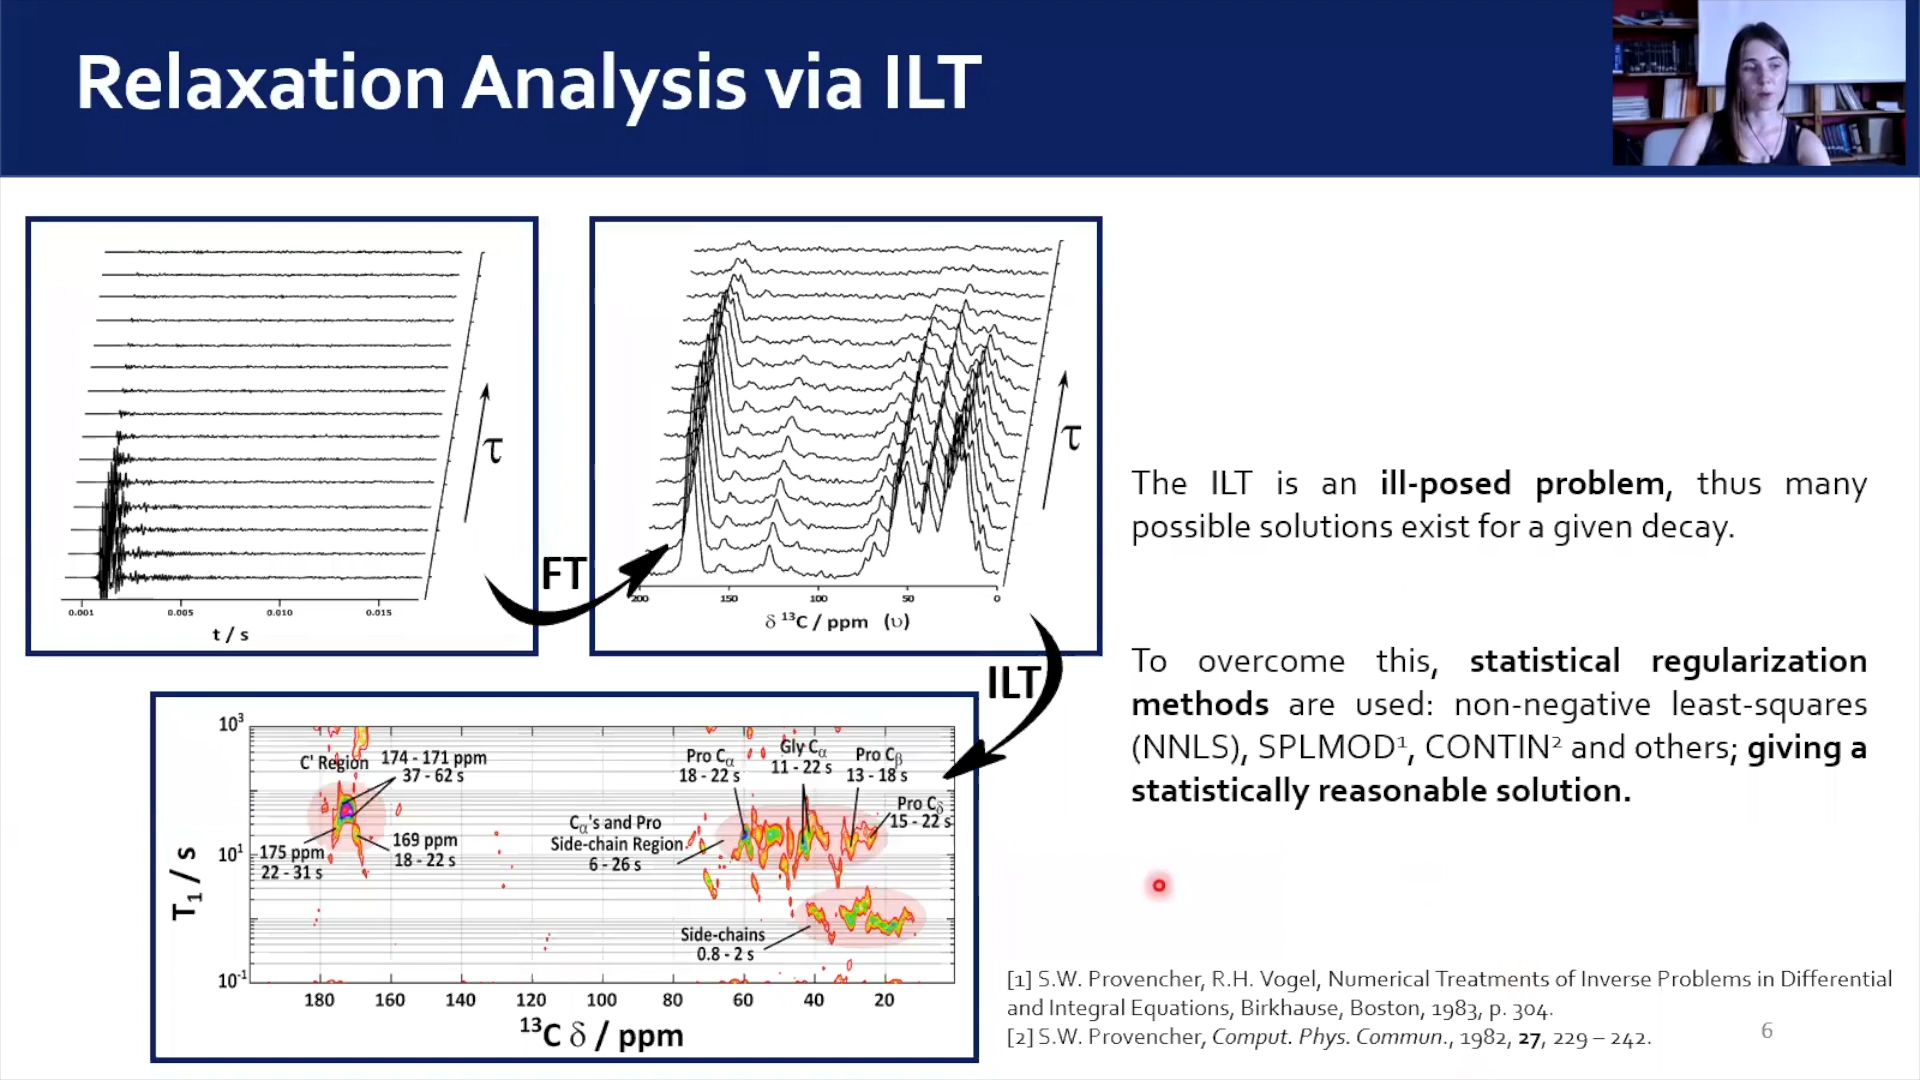 Relaxation Analysis via ILT
τ
0.001 0.005 0.010 0.015
t / s
FT
τ
200 150 100 50 0
δ ¹³C / ppm (υ)
ILT
The ILT is an ill-posed problem, thus many
possible solutions exist for a given decay.
To overcome this, statistical regularization
methods are used: non-negative least-squares
(NNLS), SPLMOD¹, CONTIN² and others; giving a
statistically reasonable solution.
T₁ / s
10³
10¹
10⁻¹
C' Region
174 - 171 ppm
37 - 62 s
175 ppm
22 - 31 s
169 ppm
18 - 22 s
Cα's and Pro
Side-chain Region
6 - 26 s
Pro Cα
18 - 22 s
Gly Cα
11 - 22 s
Pro Cβ
13 - 18 s
Pro Cδ
15 - 22 s
Side-chains
0.8 - 2 s
180 160 140 120 100 80 60 40 20
¹³C δ / ppm
[1] S.W. Provencher, R.H. Vogel, Numerical Treatments of Inverse Problems in Differential
and Integral Equations, Birkhause, Boston, 1983, p. 304.
[2] S.W. Provencher, Comput. Phys. Commun., 1982, 27, 229 – 242.
6